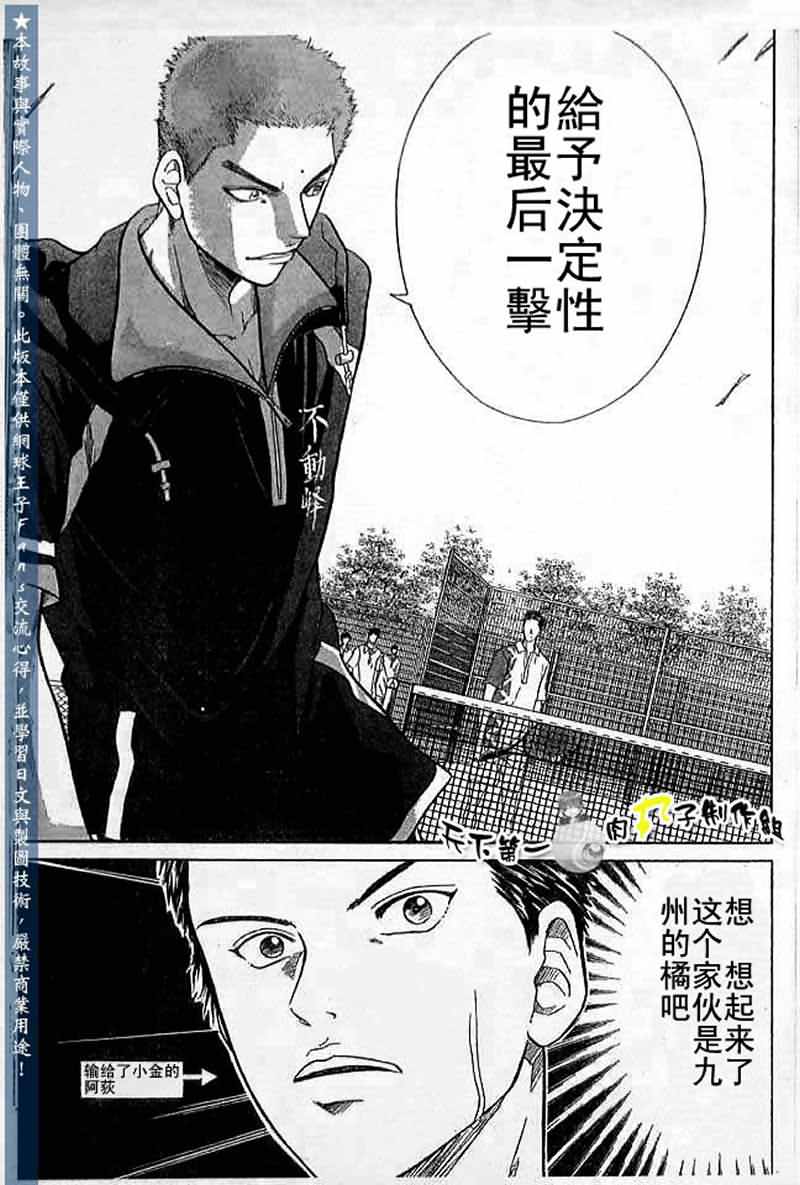 ★本故事與實際人物、團體無關。此版本僅供網球王子Fans交流心得，並學習日文與製圖技術，嚴禁商業用途！
給予決定性
的最后一擊
不動峰
天下第一
肉丸子制作組
想 想起来了
这个家伙是九
州的橘吧
输给了小金的
阿荻